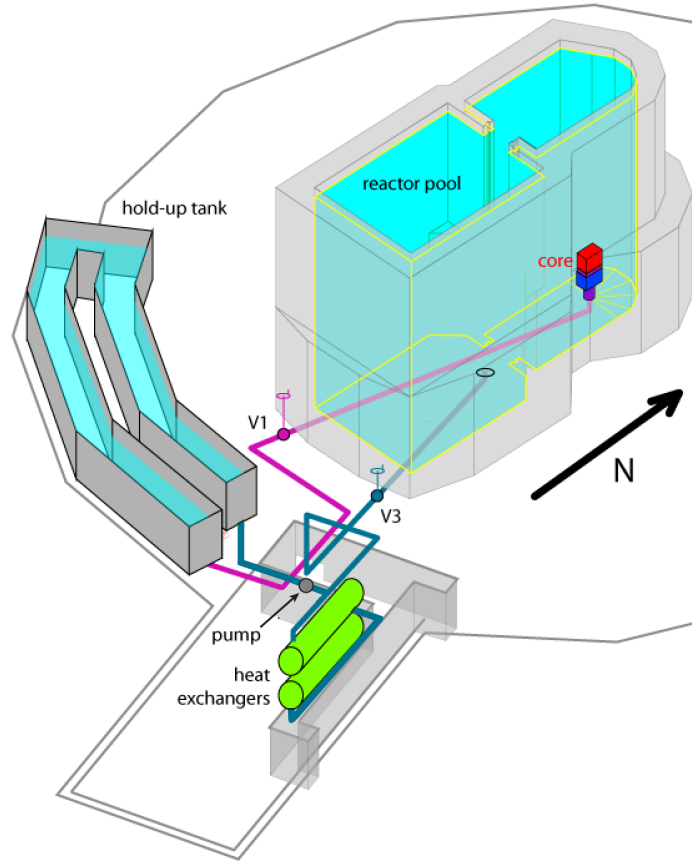 reactor pool
hold-up tank
core
V1
N
V3
pump
heat
exchangers